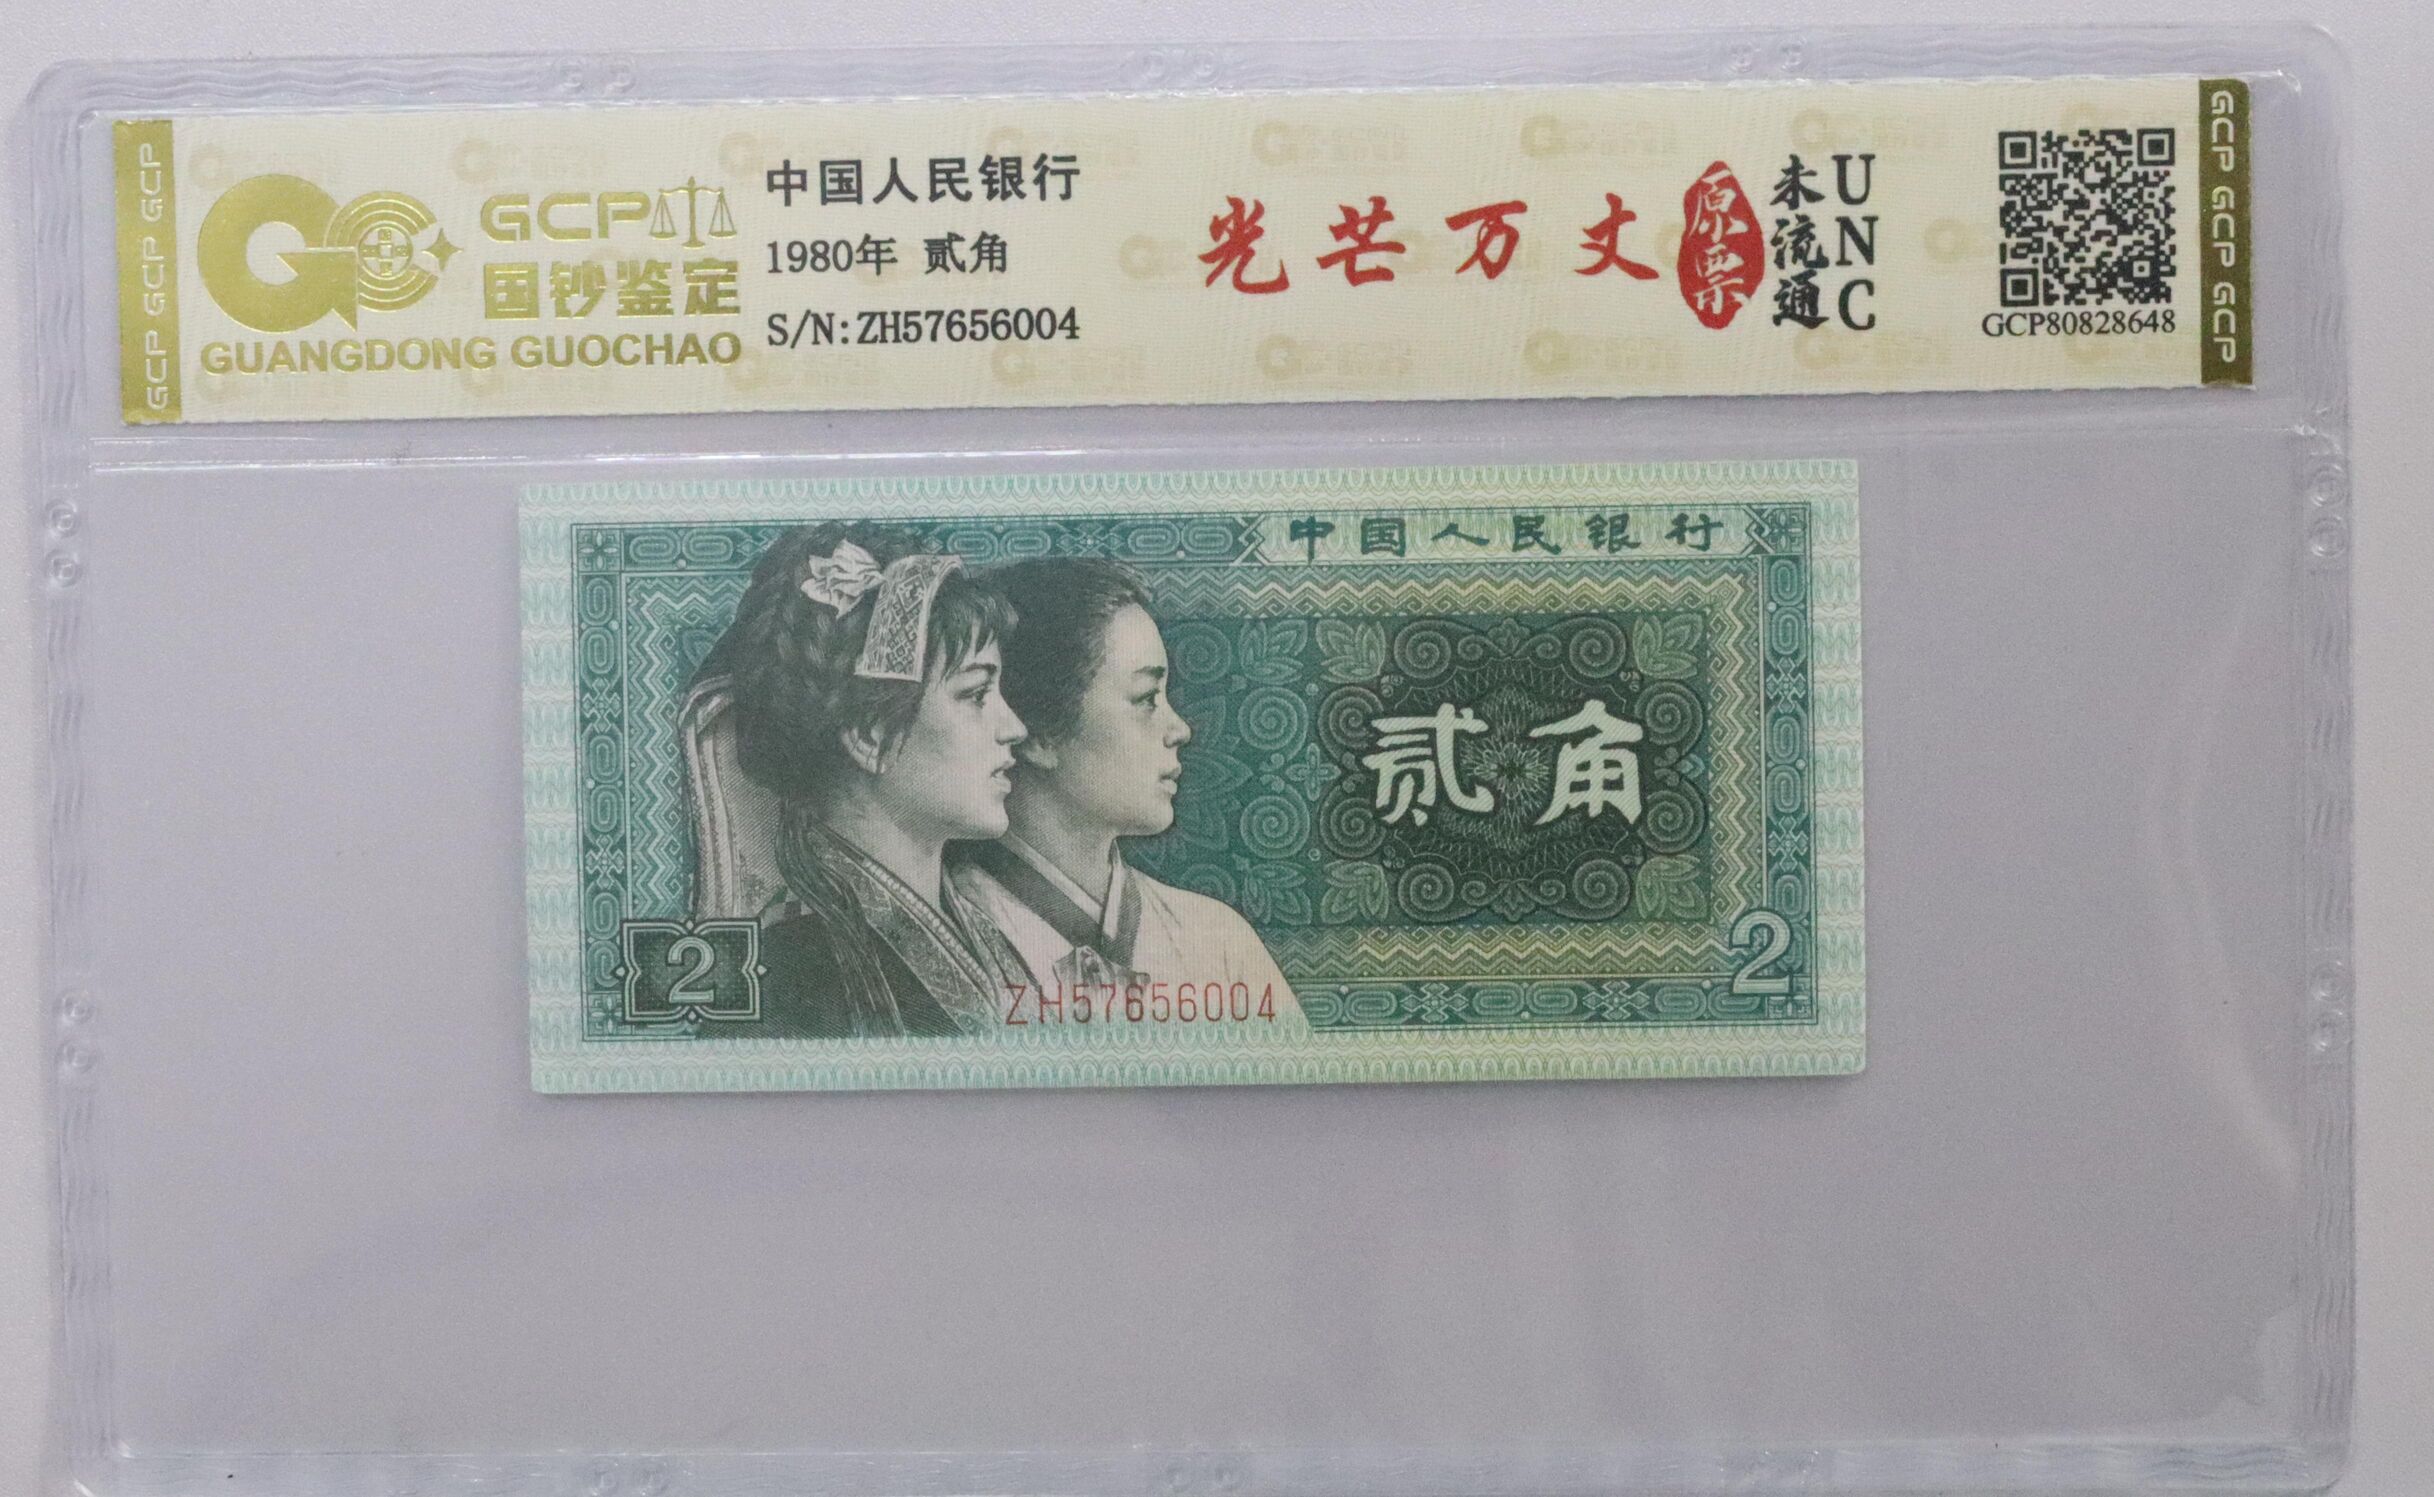 GCP GCP GCP
GCP
国钞鉴定
GUANGDONG GUOCHAO
中国人民银行
1980年 贰角
S/N:ZH57656004
光芒万丈
原票
未流通
UNC
GCP80828648
GCP GCP GCP
中国人民银行
贰角
2
2
ZH57656004